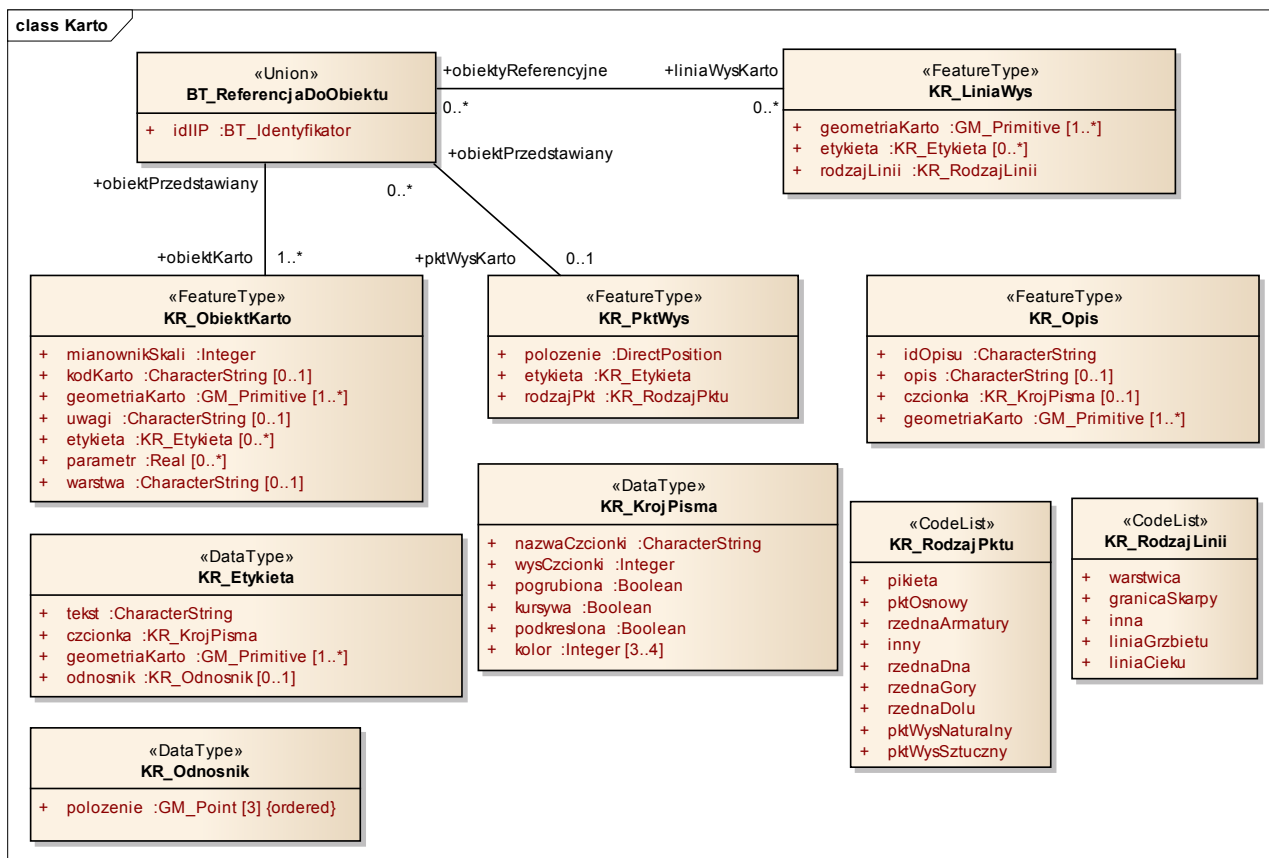 class Karto
«Union»
BT_ReferencjaDoObiektu
+ idIIP :BT_Identyfikator
+obiektyReferencyjne
0..*
+liniaWysKarto
0..*
«FeatureType»
KR_LiniaWys
+ geometriaKarto :GM_Primitive [1..*]
+ etykieta :KR_Etykieta [0..*]
+ rodzajLinii :KR_RodzajLinii
+obiektPrzedstawiany
+obiektPrzedstawiany
0..*
+obiektKarto
1..*
+pktWysKarto
0..1
«FeatureType»
KR_ObiektKarto
+ mianownikSkali :Integer
+ kodKarto :CharacterString [0..1]
+ geometriaKarto :GM_Primitive [1..*]
+ uwagi :CharacterString [0..1]
+ etykieta :KR_Etykieta [0..*]
+ parametr :Real [0..*]
+ warstwa :CharacterString [0..1]
«FeatureType»
KR_PktWys
+ polozenie :DirectPosition
+ etykieta :KR_Etykieta
+ rodzajPkt :KR_RodzajPktu
«FeatureType»
KR_Opis
+ idOpisu :CharacterString
+ opis :CharacterString [0..1]
+ czcionka :KR_KrojPisma [0..1]
+ geometriaKarto :GM_Primitive [1..*]
«DataType»
KR_KrojPisma
+ nazwaCzcionki :CharacterString
+ wysCzcionki :Integer
+ pogrubiona :Boolean
+ kursywa :Boolean
+ podkreslona :Boolean
+ kolor :Integer [3..4]
«CodeList»
KR_RodzajPktu
+ pikieta
+ pktOsnowy
+ rzednaArmatury
+ inny
+ rzednaDna
+ rzednaGory
+ rzednaDolu
+ pktWysNaturalny
+ pktWysSztuczny
«CodeList»
KR_RodzajLinii
+ warstwica
+ granicaSkarpy
+ inna
+ liniaGrzbietu
+ liniaCieku
«DataType»
KR_Etykieta
+ tekst :CharacterString
+ czcionka :KR_KrojPisma
+ geometriaKarto :GM_Primitive [1..*]
+ odnosnik :KR_Odnosnik [0..1]
«DataType»
KR_Odnosnik
+ polozenie :GM_Point [3] {ordered}